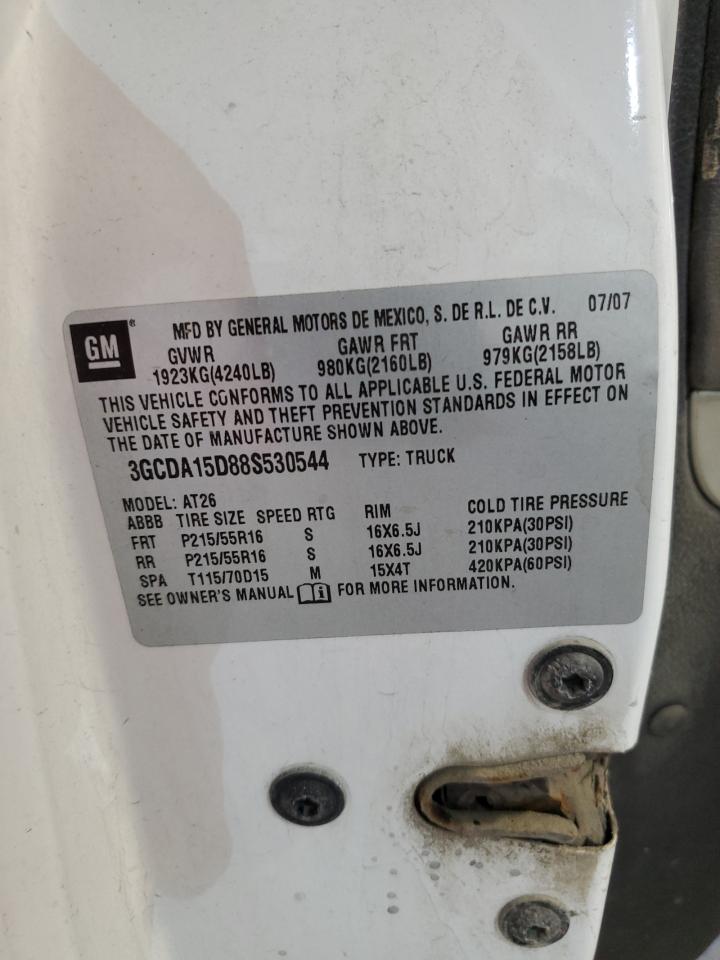 GM ® MFD BY GENERAL MOTORS DE MEXICO, S. DE R.L. DE C.V. 07/07
GVWR GAWR FRT GAWR RR
1923KG(4240LB) 980KG(2160LB) 979KG(2158LB)
THIS VEHICLE CONFORMS TO ALL APPLICABLE U.S. FEDERAL MOTOR
VEHICLE SAFETY AND THEFT PREVENTION STANDARDS IN EFFECT ON
THE DATE OF MANUFACTURE SHOWN ABOVE.
3GCDA15D88S530544 TYPE: TRUCK
MODEL: AT26
ABBB TIRE SIZE SPEED RTG RIM COLD TIRE PRESSURE
FRT P215/55R16 S 16X6.5J 210KPA(30PSI)
RR P215/55R16 S 16X6.5J 210KPA(30PSI)
SPA T115/70D15 M 15X4T 420KPA(60PSI)
SEE OWNER'S MANUAL i FOR MORE INFORMATION.